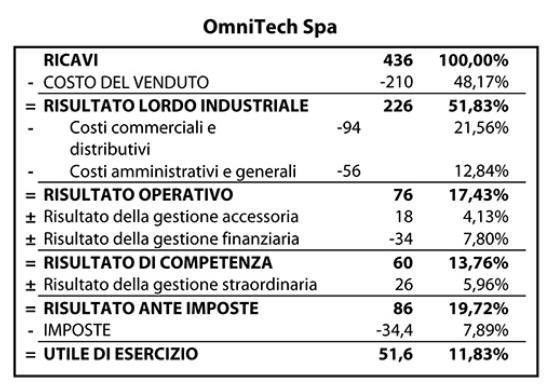 OmniTech Spa
RICAVI 436 100,00%
- COSTO DEL VENDUTO -210 48,17%
= RISULTATO LORDO INDUSTRIALE 226 51,83%
- Costi commerciali e -94 21,56%
distributivi
- Costi amministrativi e generali -56 12,84%
= RISULTATO OPERATIVO 76 17,43%
± Risultato della gestione accessoria 18 4,13%
± Risultato della gestione finanziaria -34 7,80%
= RISULTATO DI COMPETENZA 60 13,76%
± Risultato della gestione straordinaria 26 5,96%
= RISULTATO ANTE IMPOSTE 86 19,72%
- IMPOSTE -34,4 7,89%
= UTILE DI ESERCIZIO 51,6 11,83%